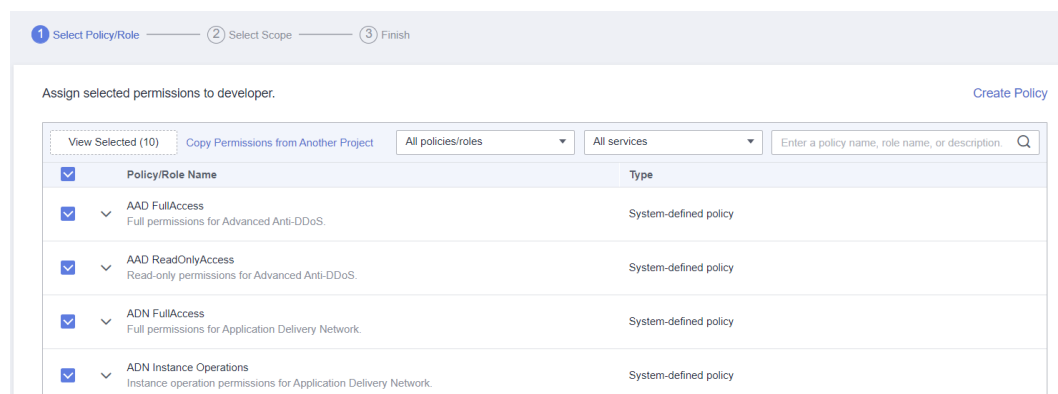 1 Select Policy/Role 2 Select Scope 3 Finish
Assign selected permissions to developer. Create Policy
View Selected (10) Copy Permissions from Another Project All policies/roles All services Enter a policy name, role name, or description.
Policy/Role Name Type
AAD FullAccess
Full permissions for Advanced Anti-DDoS.
System-defined policy
AAD ReadOnlyAccess
Read-only permissions for Advanced Anti-DDoS.
System-defined policy
ADN FullAccess
Full permissions for Application Delivery Network.
System-defined policy
ADN Instance Operations
Instance operation permissions for Application Delivery Network.
System-defined policy